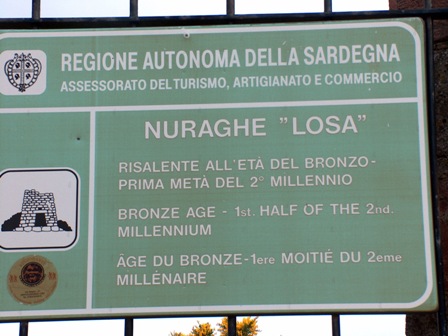 REGIONE AUTONOMA DELLA SARDEGNA
ASSESSORATO DEL TURISMO, ARTIGIANATO E COMMERCIO
NURAGHE "LOSA"
RISALENTE ALL'ETÀ DEL BRONZO-
PRIMA METÀ DEL 2° MILLENNIO
BRONZE AGE - 1st. HALF OF THE 2nd.
MILLENNIUM
ÂGE DU BRONZE-1ere MOITIÉ DU 2eme
MILLÉNAIRE